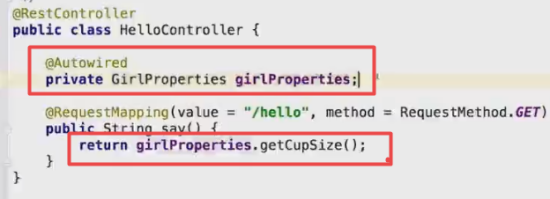 @RestController
public class HelloController {
@Autowired
private GirlProperties girlProperties;
@RequestMapping(value = "/hello", method = RequestMethod.GET)
public String say() {
return girlProperties.getCupSize();
}
}